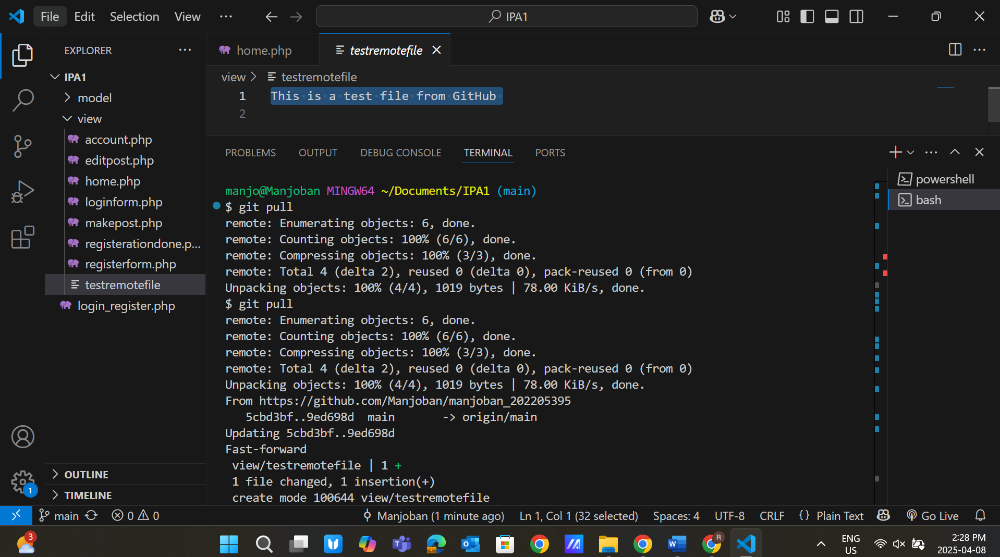 File Edit Selection View ··· IPA1
EXPLORER
home.php
testremotefile
view > testremotefile
IPA1
model
view
account.php
editpost.php
home.php
loginform.php
makepost.php
registerationdone.p...
registerform.php
testremotefile
login_register.php
OUTLINE
TIMELINE
1 This is a test file from GitHub
2
PROBLEMS OUTPUT DEBUG CONSOLE TERMINAL PORTS
powershell
bash
manjo@Manjoban MINGW64 ~/Documents/IPA1 (main)
$ git pull
remote: Enumerating objects: 6, done.
remote: Counting objects: 100% (6/6), done.
remote: Compressing objects: 100% (3/3), done.
remote: Total 4 (delta 2), reused 0 (delta 0), pack-reused 0 (from 0)
Unpacking objects: 100% (4/4), 1019 bytes | 78.00 KiB/s, done.
$ git pull
remote: Enumerating objects: 6, done.
remote: Counting objects: 100% (6/6), done.
remote: Compressing objects: 100% (3/3), done.
remote: Total 4 (delta 2), reused 0 (delta 0), pack-reused 0 (from 0)
Unpacking objects: 100% (4/4), 1019 bytes | 78.00 KiB/s, done.
From https://github.com/Manjoban/manjoban_202205395
5cbd3bf..9ed698d main -> origin/main
Updating 5cbd3bf..9ed698d
Fast-forward
view/testremotefile | 1 +
1 file changed, 1 insertion(+)
create mode 100644 view/testremotefile
1
main 0 0 Manjoban (1 minute ago) Ln 1, Col 1 (32 selected) Spaces: 4 UTF-8 CRLF {} Plain Text Go Live
3
R
ENG
US
2:28 PM
2025-04-08